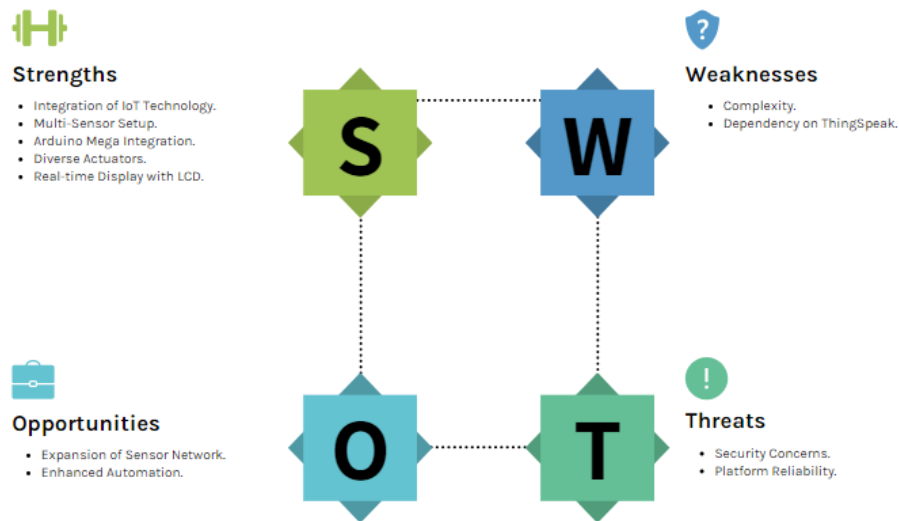 Strengths
• Integration of IoT Technology.
• Multi-Sensor Setup.
• Arduino Mega Integration.
• Diverse Actuators.
• Real-time Display with LCD.
S
W
?
Weaknesses
• Complexity.
• Dependency on ThingSpeak.
Opportunities
• Expansion of Sensor Network.
• Enhanced Automation.
O
T
!
Threats
• Security Concerns.
• Platform Reliability.